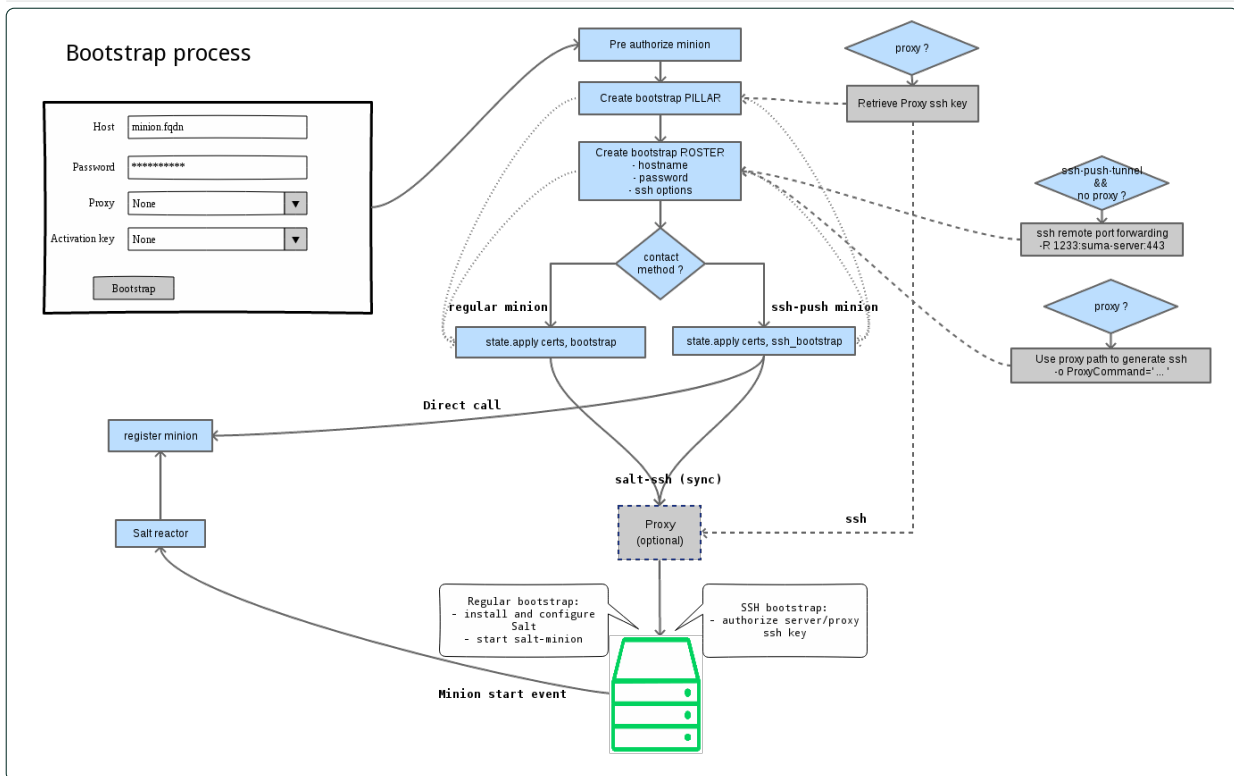 Bootstrap process
Host
minion.fqdn
Password
**********
Proxy
None
Activation key
None
Bootstrap
Pre authorize minion
Create bootstrap PILLAR
Create bootstrap ROSTER
- hostname
- password
- ssh options
contact
method ?
regular minion
ssh-push minion
state.apply certs, bootstrap
state.apply certs, ssh_bootstrap
proxy ?
Retrieve Proxy ssh key
ssh-push-tunnel
&&
no proxy ?
ssh remote port forwarding
-R 1233:suma-server:443
proxy ?
Use proxy path to generate ssh
-o ProxyCommand=' ... '
Direct call
register minion
salt-ssh (sync)
Salt reactor
Proxy
(optional)
ssh
Regular bootstrap:
- install and configure
Salt
- start salt-minion
SSH bootstrap:
- authorize server/proxy
ssh key
Minion start event